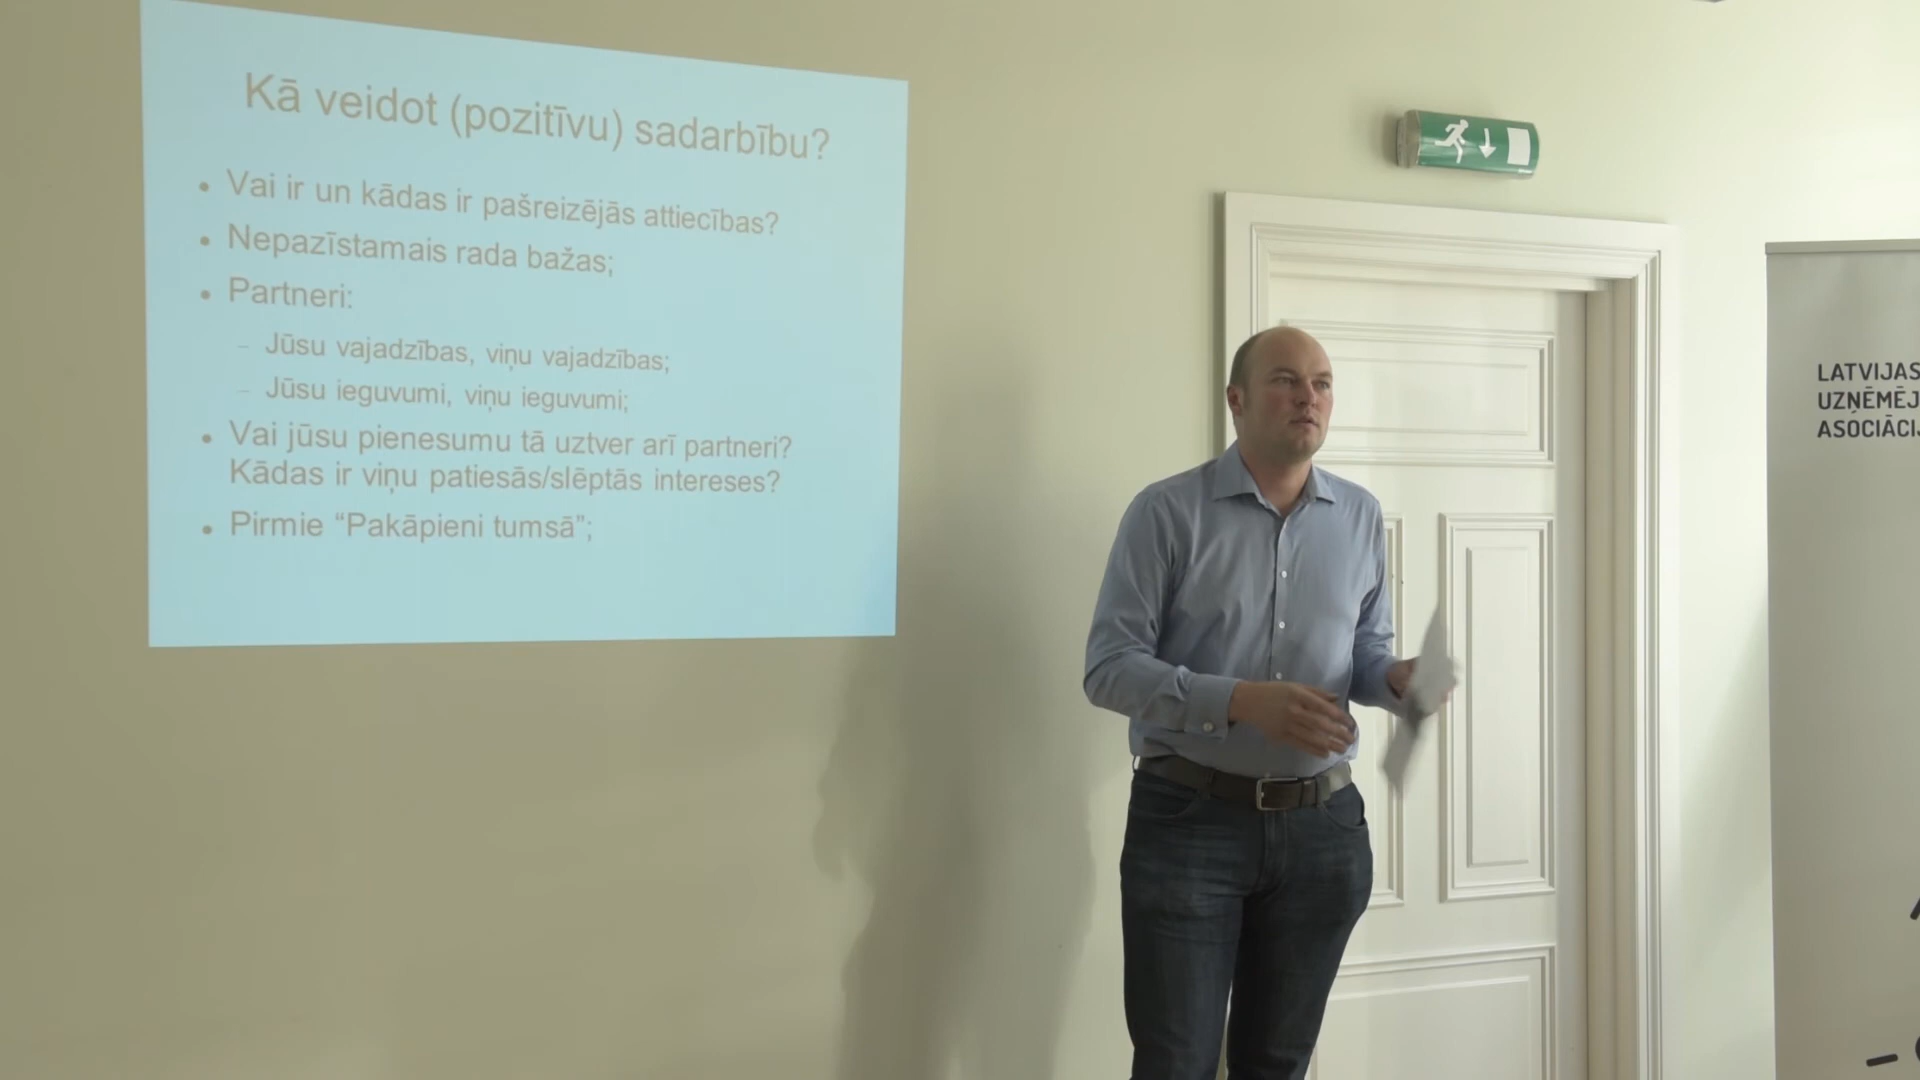 Kā veidot (pozitīvu) sadarbību?
• Vai ir un kādas ir pašreizējās attiecības?
• Nepazīstamais rada bažas;
• Partneri:
– Jūsu vajadzības, viņu vajadzības;
– Jūsu ieguvumi, viņu ieguvumi;
• Vai jūsu pienesumu tā uztver arī partneri?
Kādas ir viņu patiesās/slēptās intereses?
• Pirmie “Pakāpieni tumsā”;
LATVIJAS
UZŅĒMĒJ
ASOCIĀCIJ